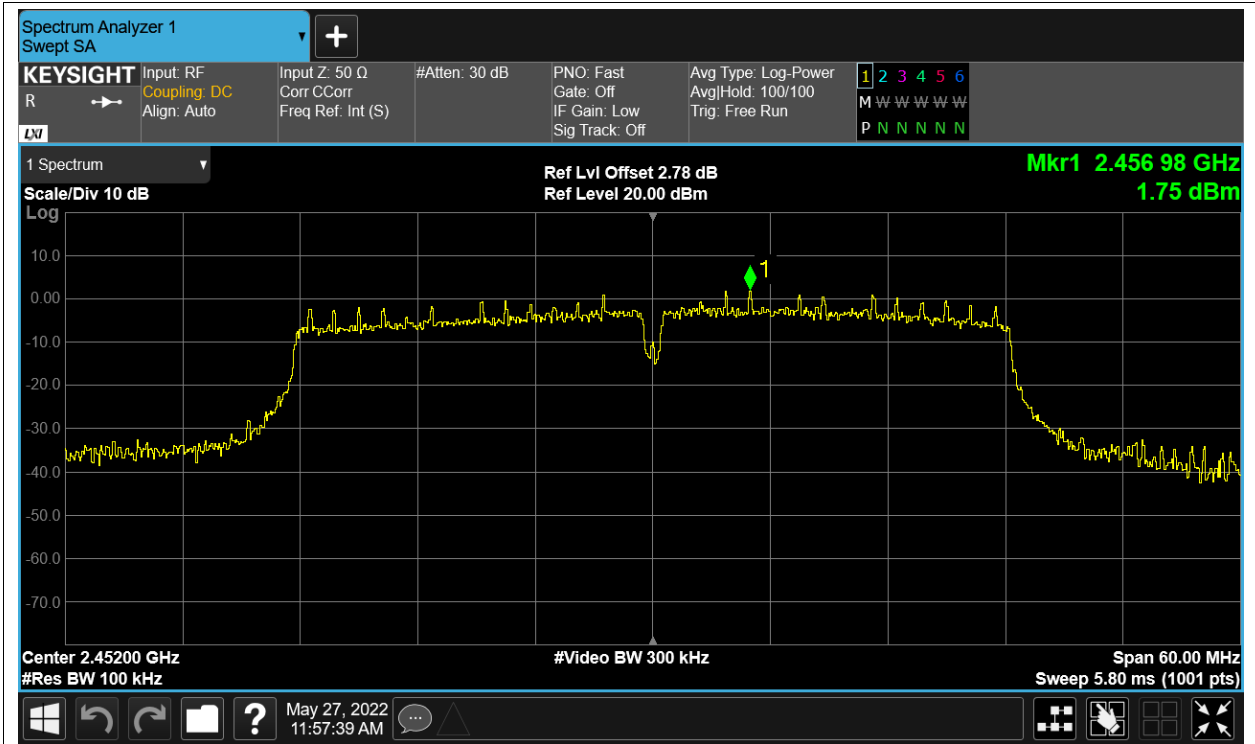 Spectrum Analyzer 1
Swept SA
KEYSIGHT
R
LXI
Input: RF
Coupling: DC
Align: Auto
Input Z: 50 Ω
Corr CCorr
Freq Ref: Int (S)
#Atten: 30 dB
PNO: Fast
Gate: Off
IF Gain: Low
Sig Track: Off
Avg Type: Log-Power
Avg|Hold: 100/100
Trig: Free Run
1 2 3 4 5 6
M W W W W W
P N N N N N
1 Spectrum
Scale/Div 10 dB
Ref Lvl Offset 2.78 dB
Ref Level 20.00 dBm
Mkr1 2.456 98 GHz
1.75 dBm
Log
10.0
0.00
-10.0
-20.0
-30.0
-40.0
-50.0
-60.0
-70.0
1
Center 2.45200 GHz
#Res BW 100 kHz
#Video BW 300 kHz
Span 60.00 MHz
Sweep 5.80 ms (1001 pts)
?
May 27, 2022
11:57:39 AM